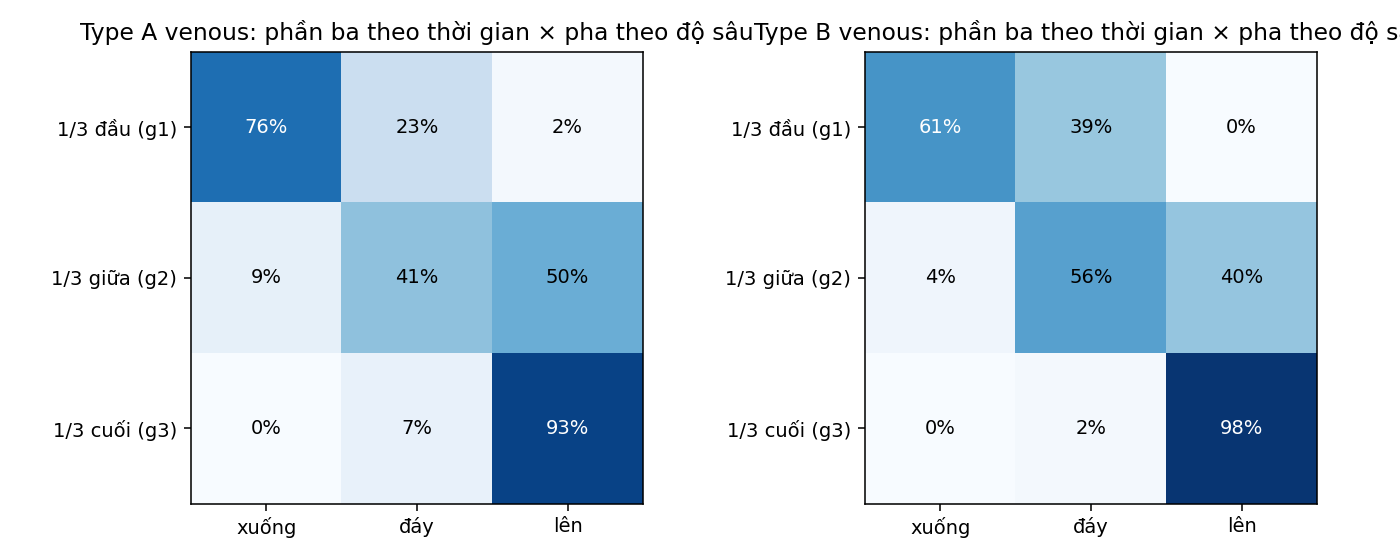 Type A venous: phần ba theo thời gian × pha theo độ sâu
Type B venous: phần ba theo thời gian × pha theo độ s
1/3 đầu (g1) 76% 23% 2%
1/3 giữa (g2) 9% 41% 50%
1/3 cuối (g3) 0% 7% 93%
xuống đáy lên
1/3 đầu (g1) 61% 39% 0%
1/3 giữa (g2) 4% 56% 40%
1/3 cuối (g3) 0% 2% 98%
xuống đáy lên